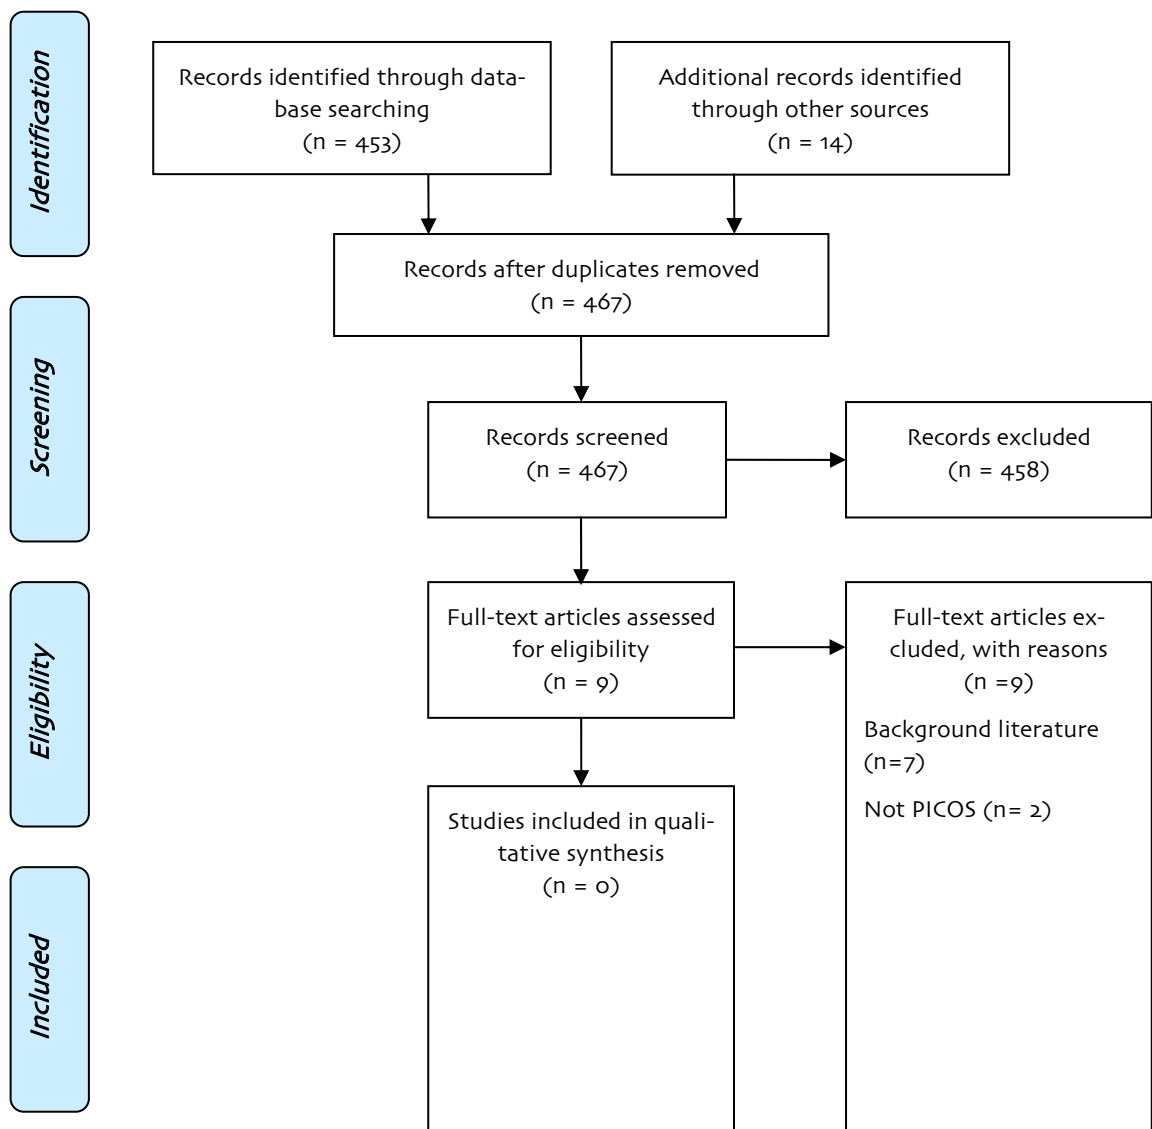 Identification
Records identified through data-
base searching
(n = 453)
Additional records identified
through other sources
(n = 14)
Records after duplicates removed
(n = 467)
Screening
Records screened
(n = 467)
Records excluded
(n = 458)
Eligibility
Full-text articles assessed
for eligibility
(n = 9)
Full-text articles ex-
cluded, with reasons
(n =9)
Background literature
(n=7)
Not PICOS (n= 2)
Included
Studies included in quali-
tative synthesis
(n = 0)